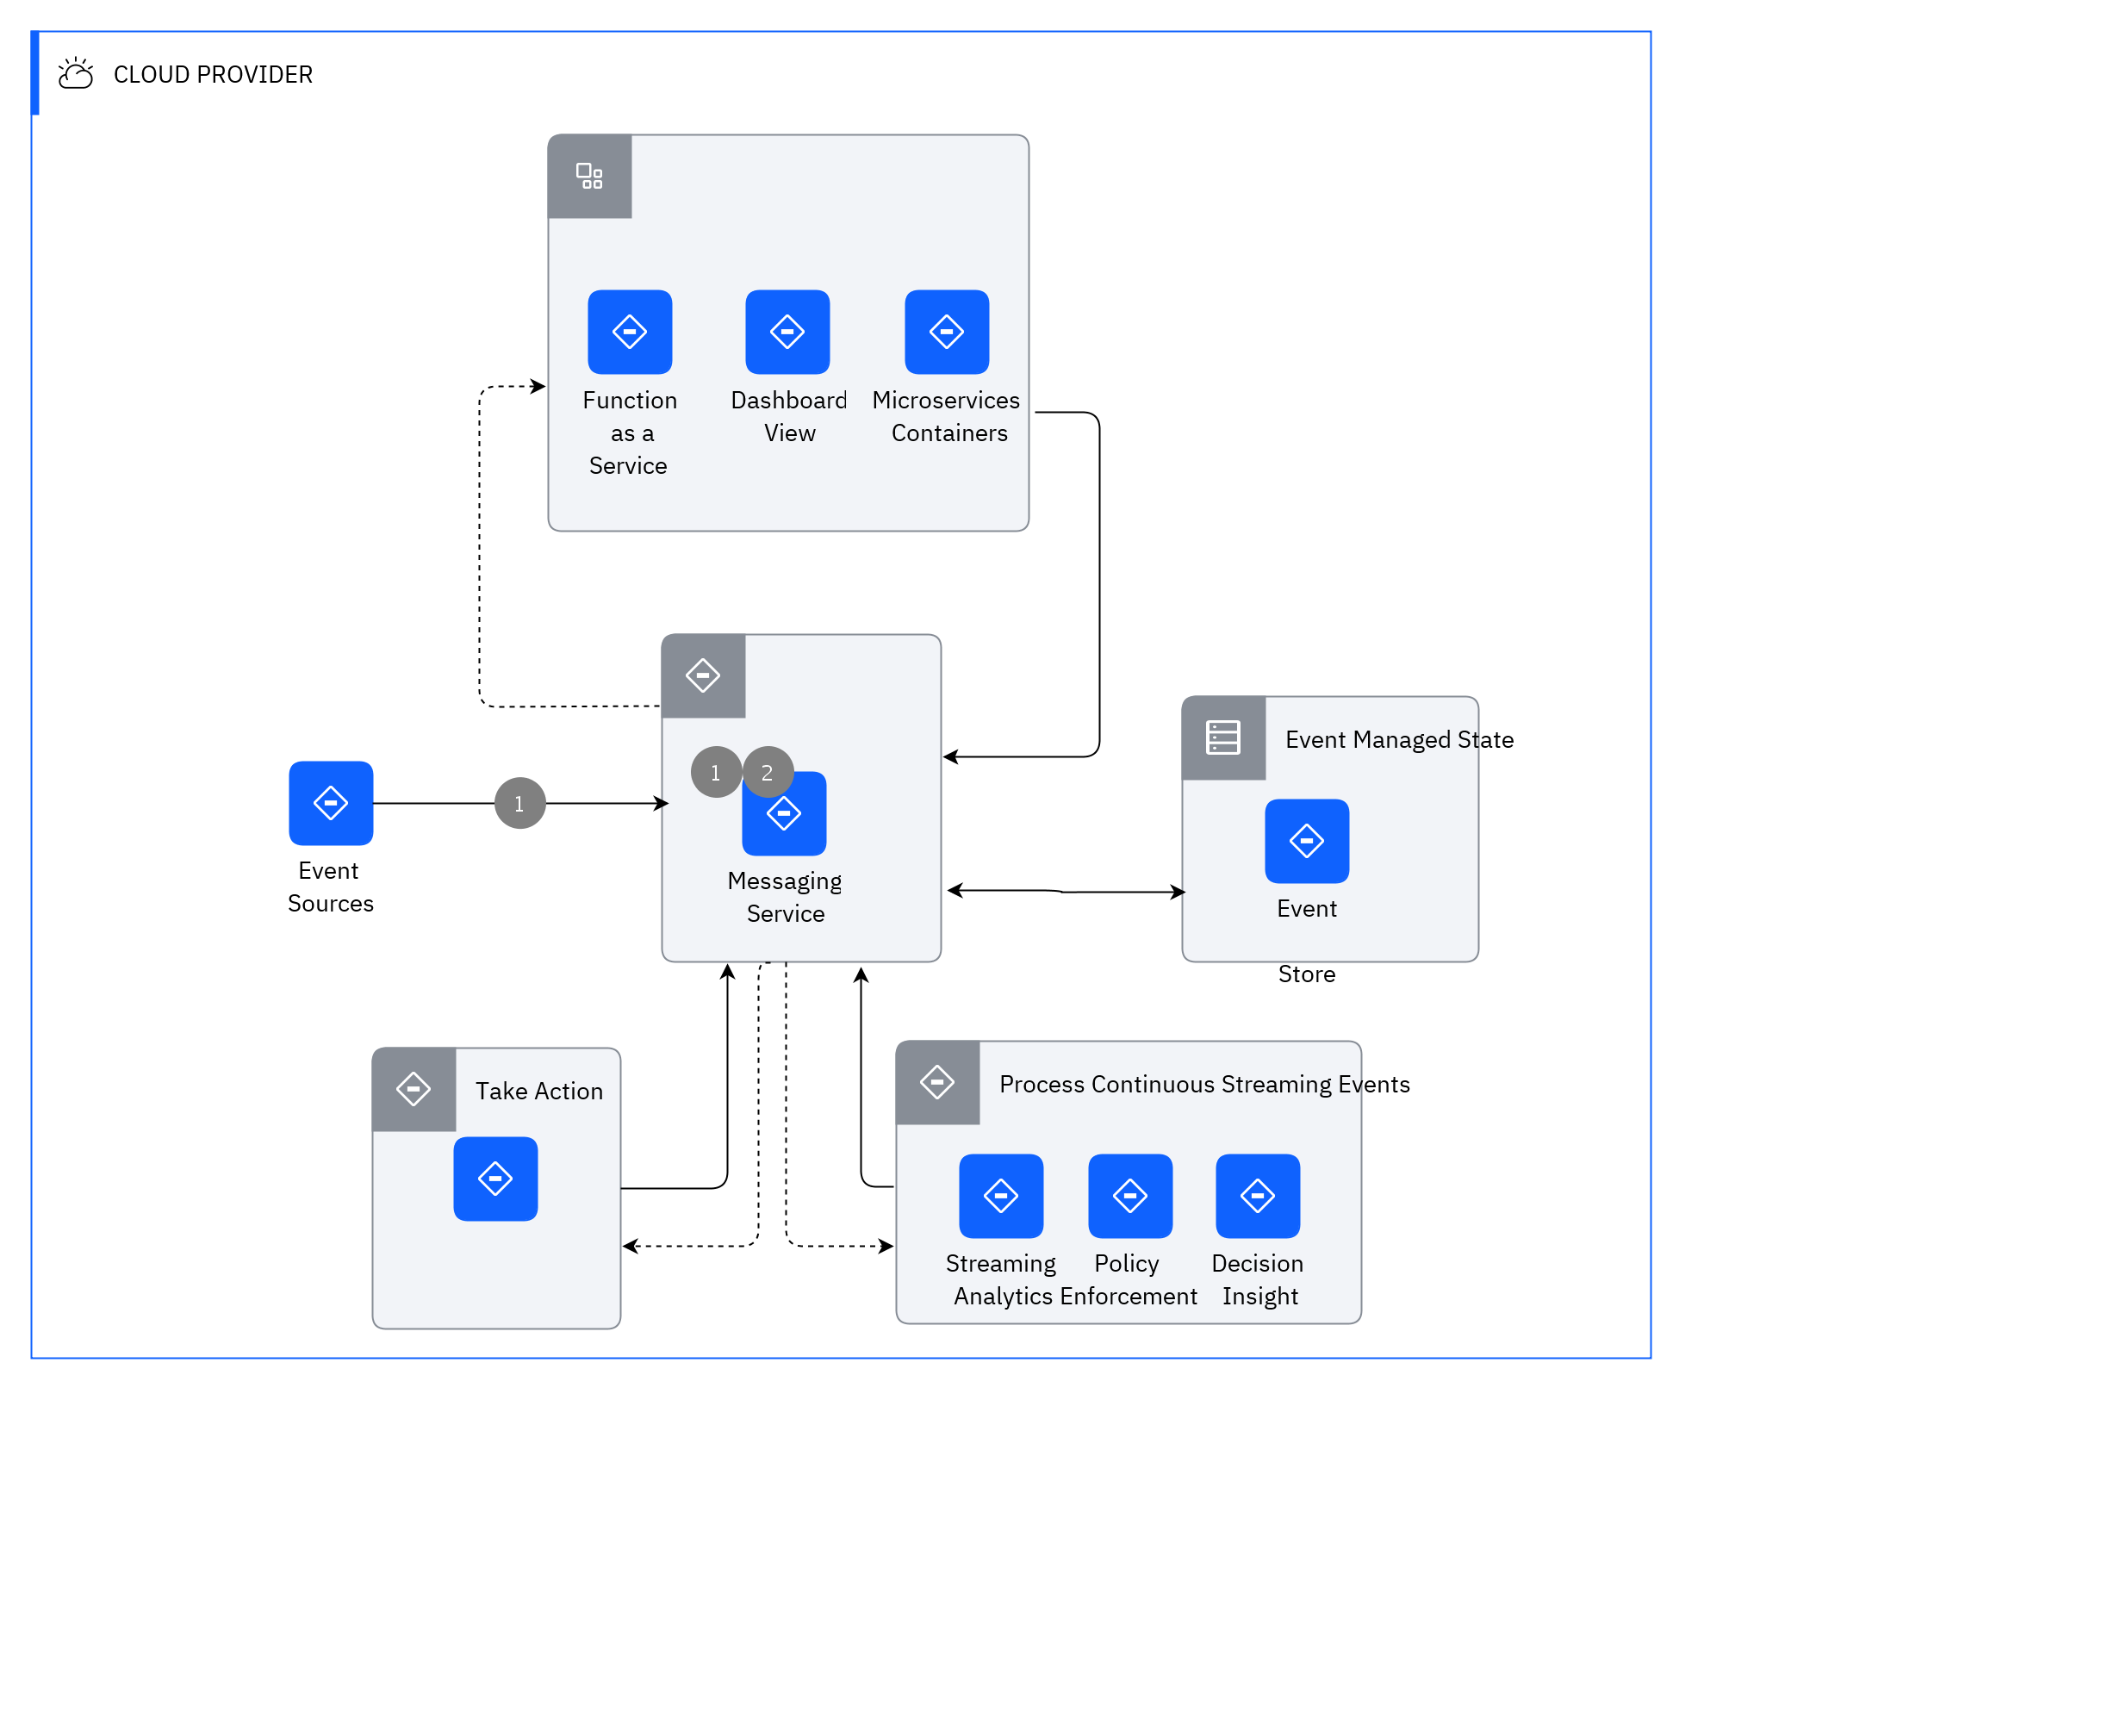 CLOUD PROVIDER
Function
as a
Service
Dashboard
View
Microservices
Containers
1
2
Messaging
Service
1
Event
Sources
Event Managed State
Event
Store
Take Action
Process Continuous Streaming Events
Streaming
Analytics
Policy
Enforcement
Decision
Insight